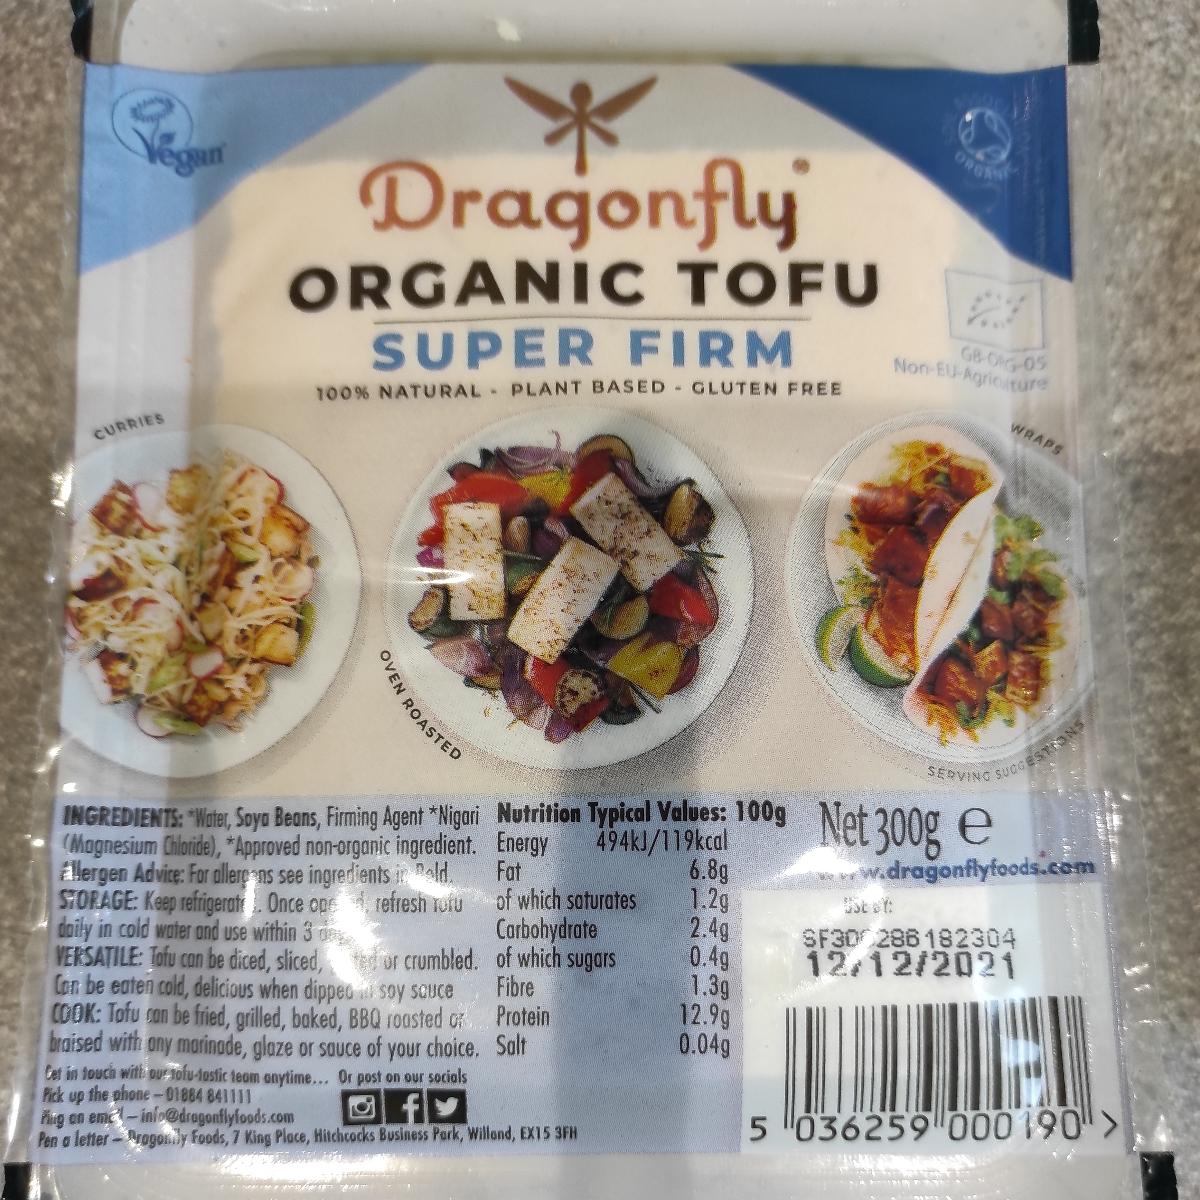 Vegan
ORGANIC
Dragonfly®
ORGANIC TOFU
SUPER FIRM
100% NATURAL - PLANT BASED - GLUTEN FREE
GB-ORG-05
Non-EU-Agriculture
CURRIES
OVEN ROASTED
WRAPS
SERVING SUGGESTIONS
INGREDIENTS: *Water, Soya Beans, Firming Agent *Nigari
(Magnesium Chloride), *Approved non-organic ingredient.
Allergen Advice: For allergens see ingredients in Bold.
STORAGE: Keep refrigerated. Once opened, refresh Tofu
daily in cold water and use within 3
VERSATILE: Tofu can be diced, sliced, or crumbled.
Can be eaten cold, delicious when dipped in soy sauce
COOK: Tofu can be fried, grilled, baked, BBQ roasted or
braised with any marinade, glaze or sauce of your choice.
Get in touch with our tofu-tastic team anytime... Or post on our socials
Pick up the phone – 01884 841111
Ping an email – info@dragonflyfoods.com
Pen a letter – Dragonfly Foods, 7 King Place, Hitchcocks Business Park, Willand, EX15 3FH
Nutrition Typical Values: 100g
Energy 494kJ/119kcal
Fat 6.8g
of which saturates 1.2g
Carbohydrate 2.4g
of which sugars 0.4g
Fibre 1.3g
Protein 12.9g
Salt 0.04g
Net 300g e
www.dragonflyfoods.com
USE BY:
182304
12/12/2021
5 036259 000190 >